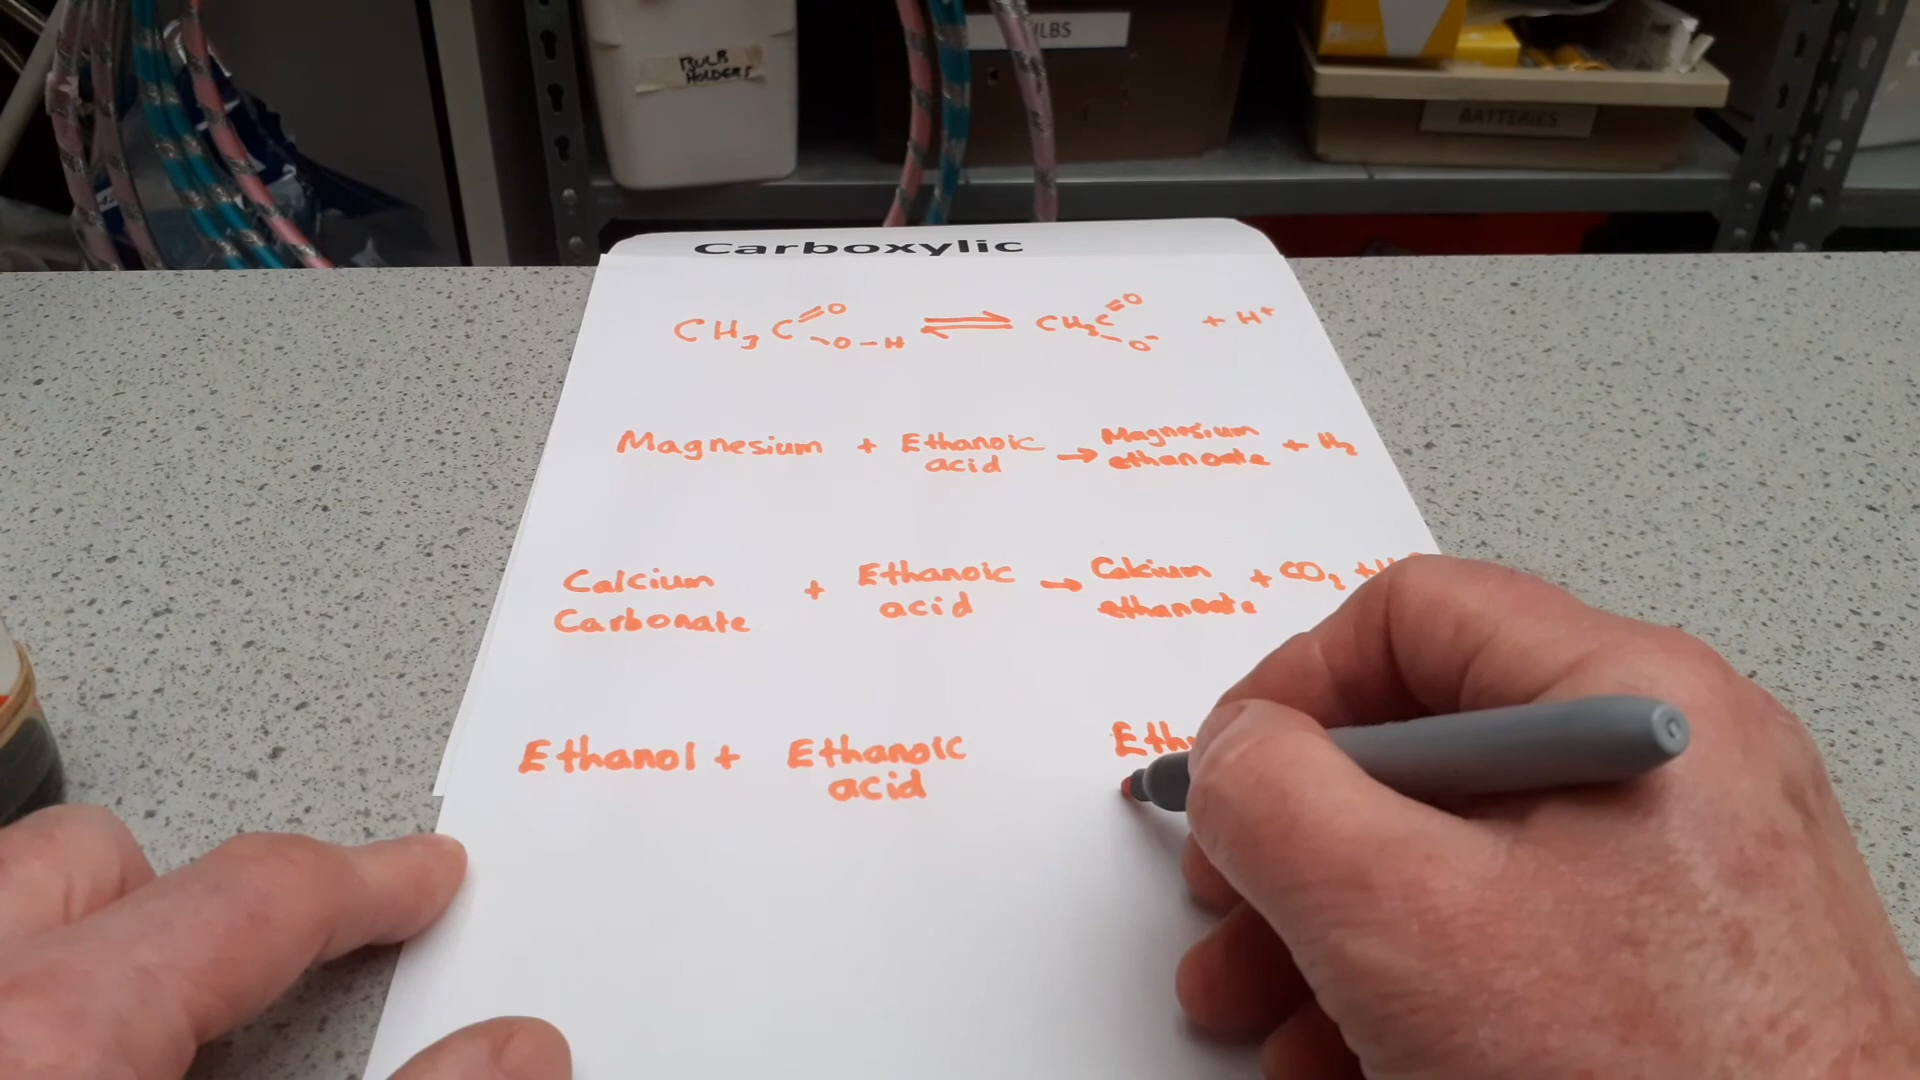 BULB
HOLDERS
BATTERIES
Carboxylic
CH₃C=O-O-H ⇌ CH₃C=O-O⁻ + H⁺
Magnesium + Ethanoic acid → Magnesium ethanoate + H₂
Calcium Carbonate + Ethanoic acid → Calcium ethanoate + CO₂ +
Ethanol + Ethanoic acid